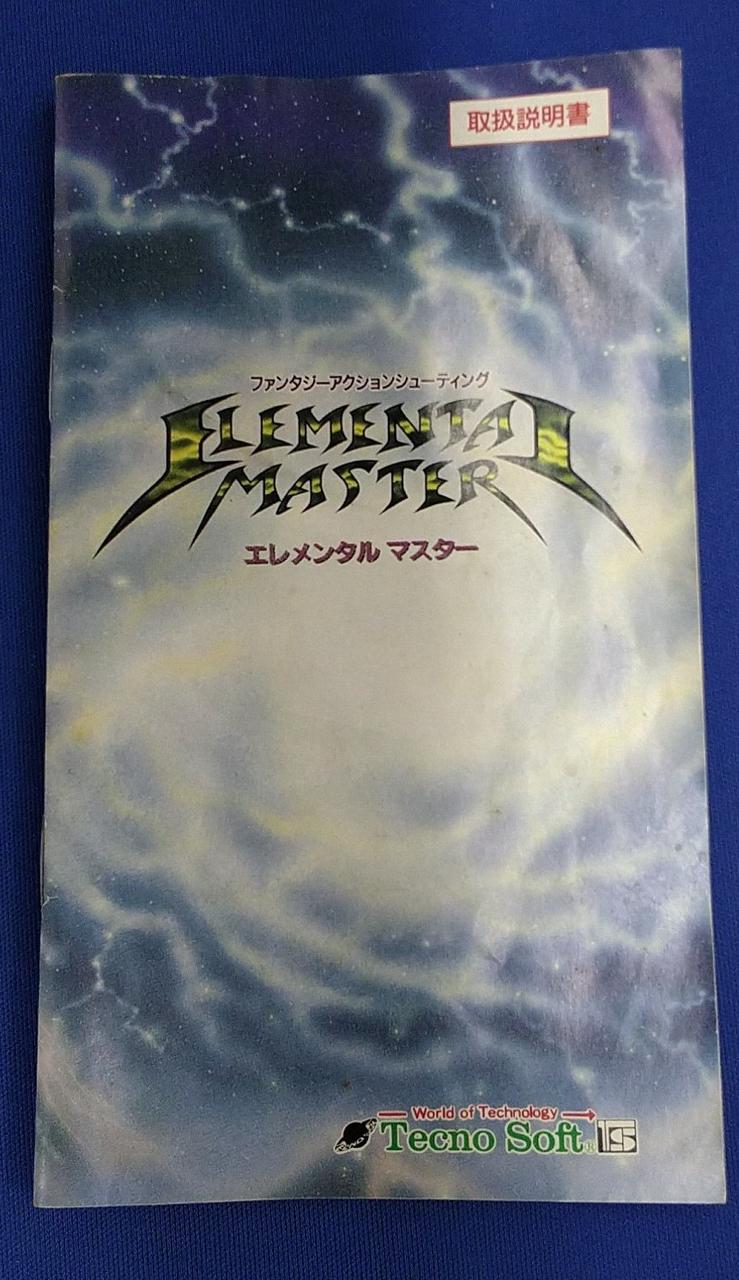 取扱説明書
ファンタジーアクションシューティング
ELEMENTAL
MASTER
エレメンタル マスター
World of Technology
Tecno Soft®